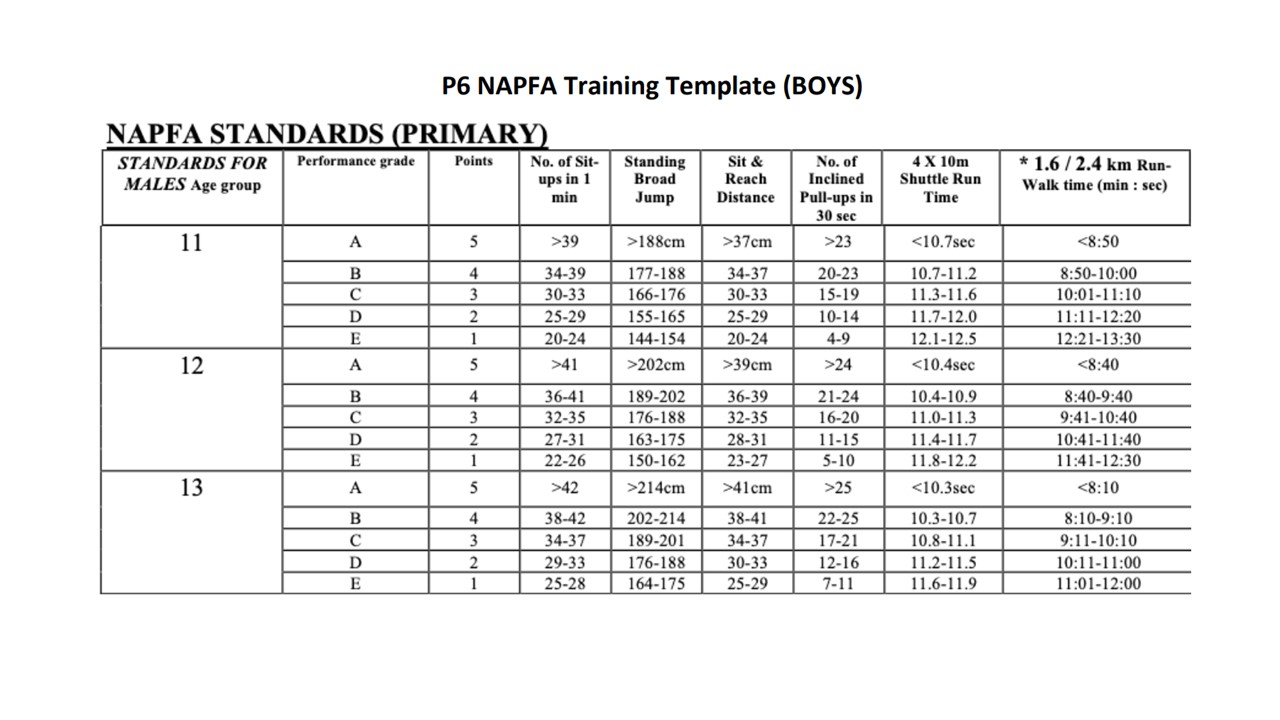 P6 NAPFA Training Template (BOYS)
NAPFA STANDARDS (PRIMARY)
STANDARDS FOR MALES Age group Performance grade Points No. of Sit-ups in 1 min Standing Broad Jump Sit & Reach Distance No. of Inclined Pull-ups in 30 sec 4 X 10m Shuttle Run Time * 1.6 / 2.4 km Run-Walk time (min : sec)
11 A 5 >39 >188cm >37cm >23 <10.7sec <8:50
B 4 34-39 177-188 34-37 20-23 10.7-11.2 8:50-10:00
C 3 30-33 166-176 30-33 15-19 11.3-11.6 10:01-11:10
D 2 25-29 155-165 25-29 10-14 11.7-12.0 11:11-12:20
E 1 20-24 144-154 20-24 4-9 12.1-12.5 12:21-13:30
12 A 5 >41 >202cm >39cm >24 <10.4sec <8:40
B 4 36-41 189-202 36-39 21-24 10.4-10.9 8:40-9:40
C 3 32-35 176-188 32-35 16-20 11.0-11.3 9:41-10:40
D 2 27-31 163-175 28-31 11-15 11.4-11.7 10:41-11:40
E 1 22-26 150-162 23-27 5-10 11.8-12.2 11:41-12:30
13 A 5 >42 >214cm >41cm >25 <10.3sec <8:10
B 4 38-42 202-214 38-41 22-25 10.3-10.7 8:10-9:10
C 3 34-37 189-201 34-37 17-21 10.8-11.1 9:11-10:10
D 2 29-33 176-188 30-33 12-16 11.2-11.5 10:11-11:00
E 1 25-28 164-175 25-29 7-11 11.6-11.9 11:01-12:00